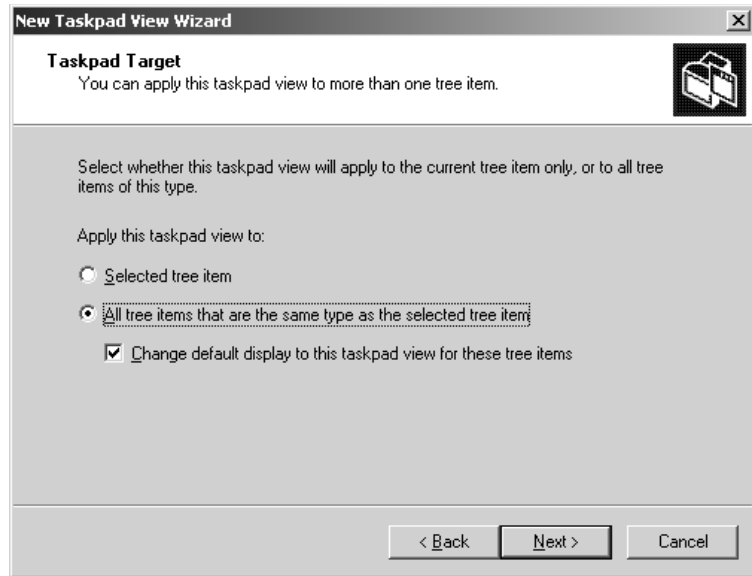 New Taskpad View Wizard
Taskpad Target
You can apply this taskpad view to more than one tree item.
Select whether this taskpad view will apply to the current tree item only, or to all tree
items of this type.
Apply this taskpad view to:
Selected tree item
All tree items that are the same type as the selected tree item
Change default display to this taskpad view for these tree items
< Back
Next >
Cancel